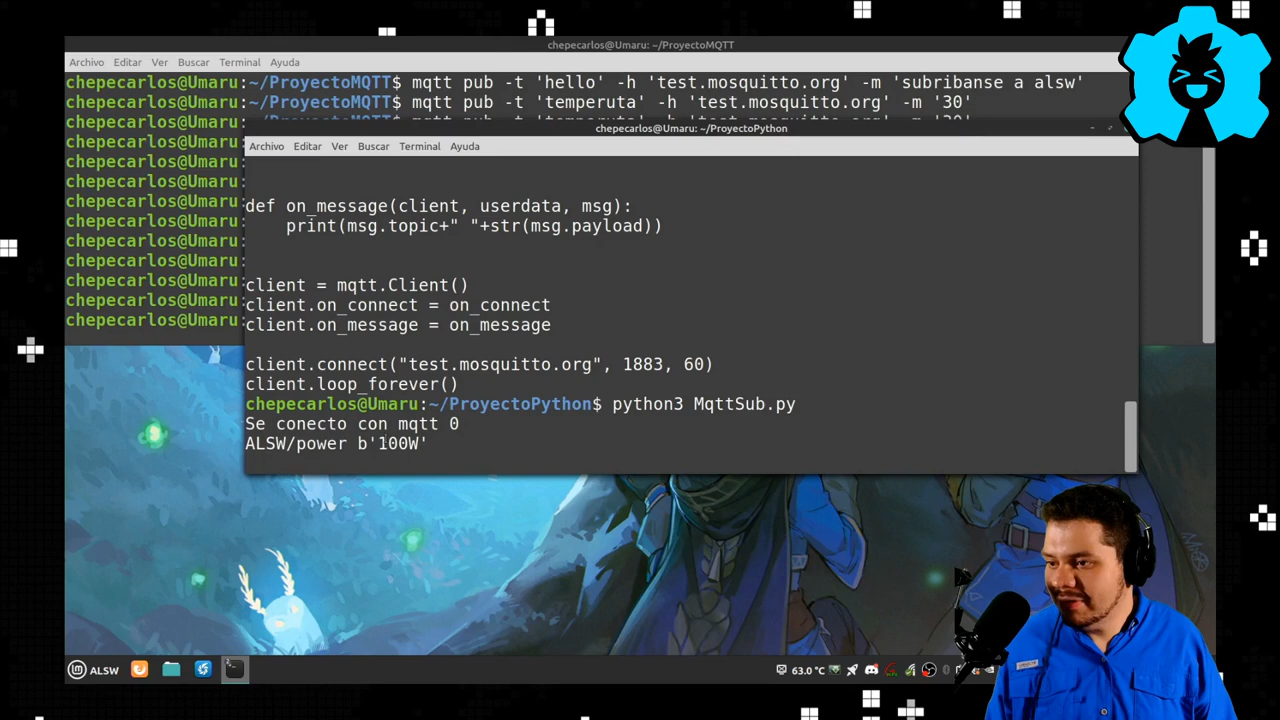 chepecarlos@Umaru: ~/ProyectoMQTT
Archivo Editar Ver Buscar Terminal Ayuda
chepecarlos@Umaru:~/ProyectoMQTT$ mqtt pub -t 'hello' -h 'test.mosquitto.org' -m 'subribanse a alsw'
chepecarlos@Umaru:~/ProyectoMQTT$ mqtt pub -t 'temperuta' -h 'test.mosquitto.org' -m '30'
chepecarlos@Umaru:
chepecarlos@Umaru:
chepecarlos@Umaru:
chepecarlos@Umaru:
chepecarlos@Umaru:
chepecarlos@Umaru:
chepecarlos@Umaru:
chepecarlos@Umaru:
chepecarlos@Umaru:
chepecarlos@Umaru:
chepecarlos@Umaru:
chepecarlos@Umaru: ~/ProyectoPython
Archivo Editar Ver Buscar Terminal Ayuda
def on_message(client, userdata, msg):
print(msg.topic+" "+str(msg.payload))
client = mqtt.Client()
client.on_connect = on_connect
client.on_message = on_message
client.connect("test.mosquitto.org", 1883, 60)
client.loop_forever()
chepecarlos@Umaru:~/ProyectoPython$ python3 MqttSub.py
Se conecto con mqtt 0
ALSW/power b'100W'
ALSW
63.0 °C